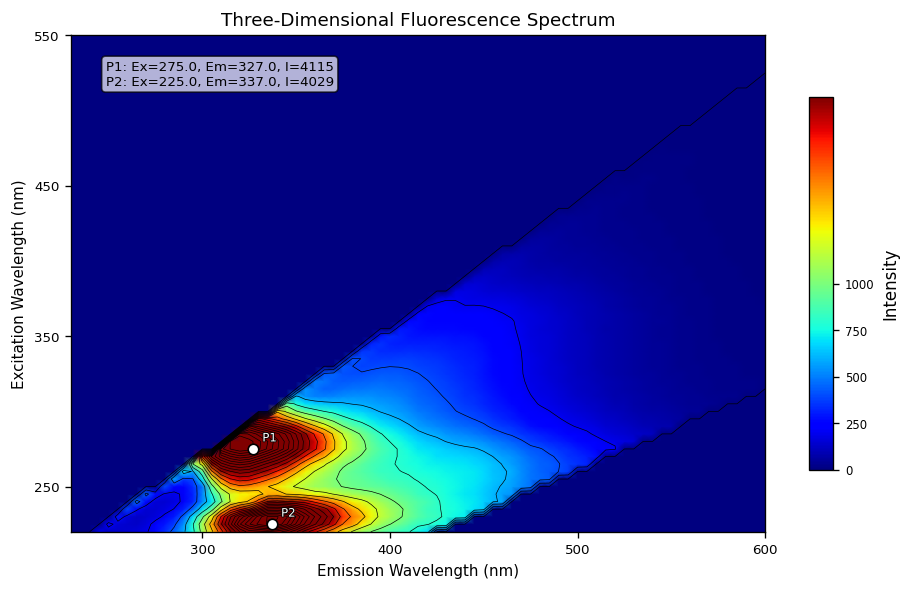 Three-Dimensional Fluorescence Spectrum
550
P1: Ex=275.0, Em=327.0, I=4115
P2: Ex=225.0, Em=337.0, I=4029
450
350
250
Excitation Wavelength (nm)
P1
P2
300
400
500
600
Emission Wavelength (nm)
1000
750
500
250
0
Intensity